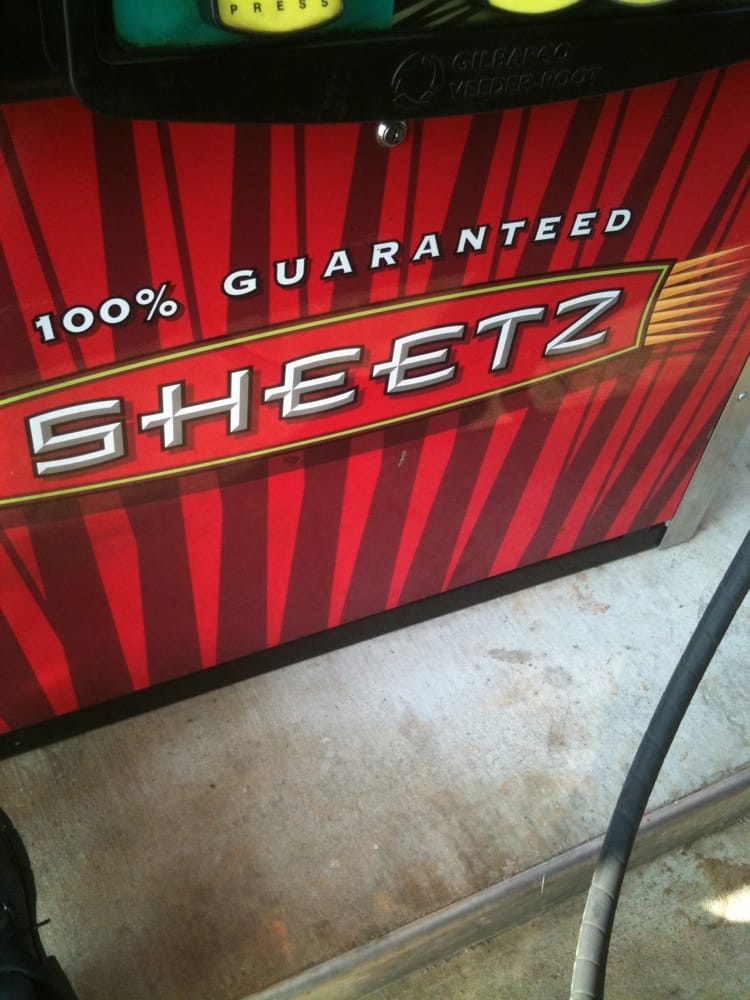 PRESS
GILBARCO
VEEDER-ROOT
100% GUARANTEED
SHEETZ